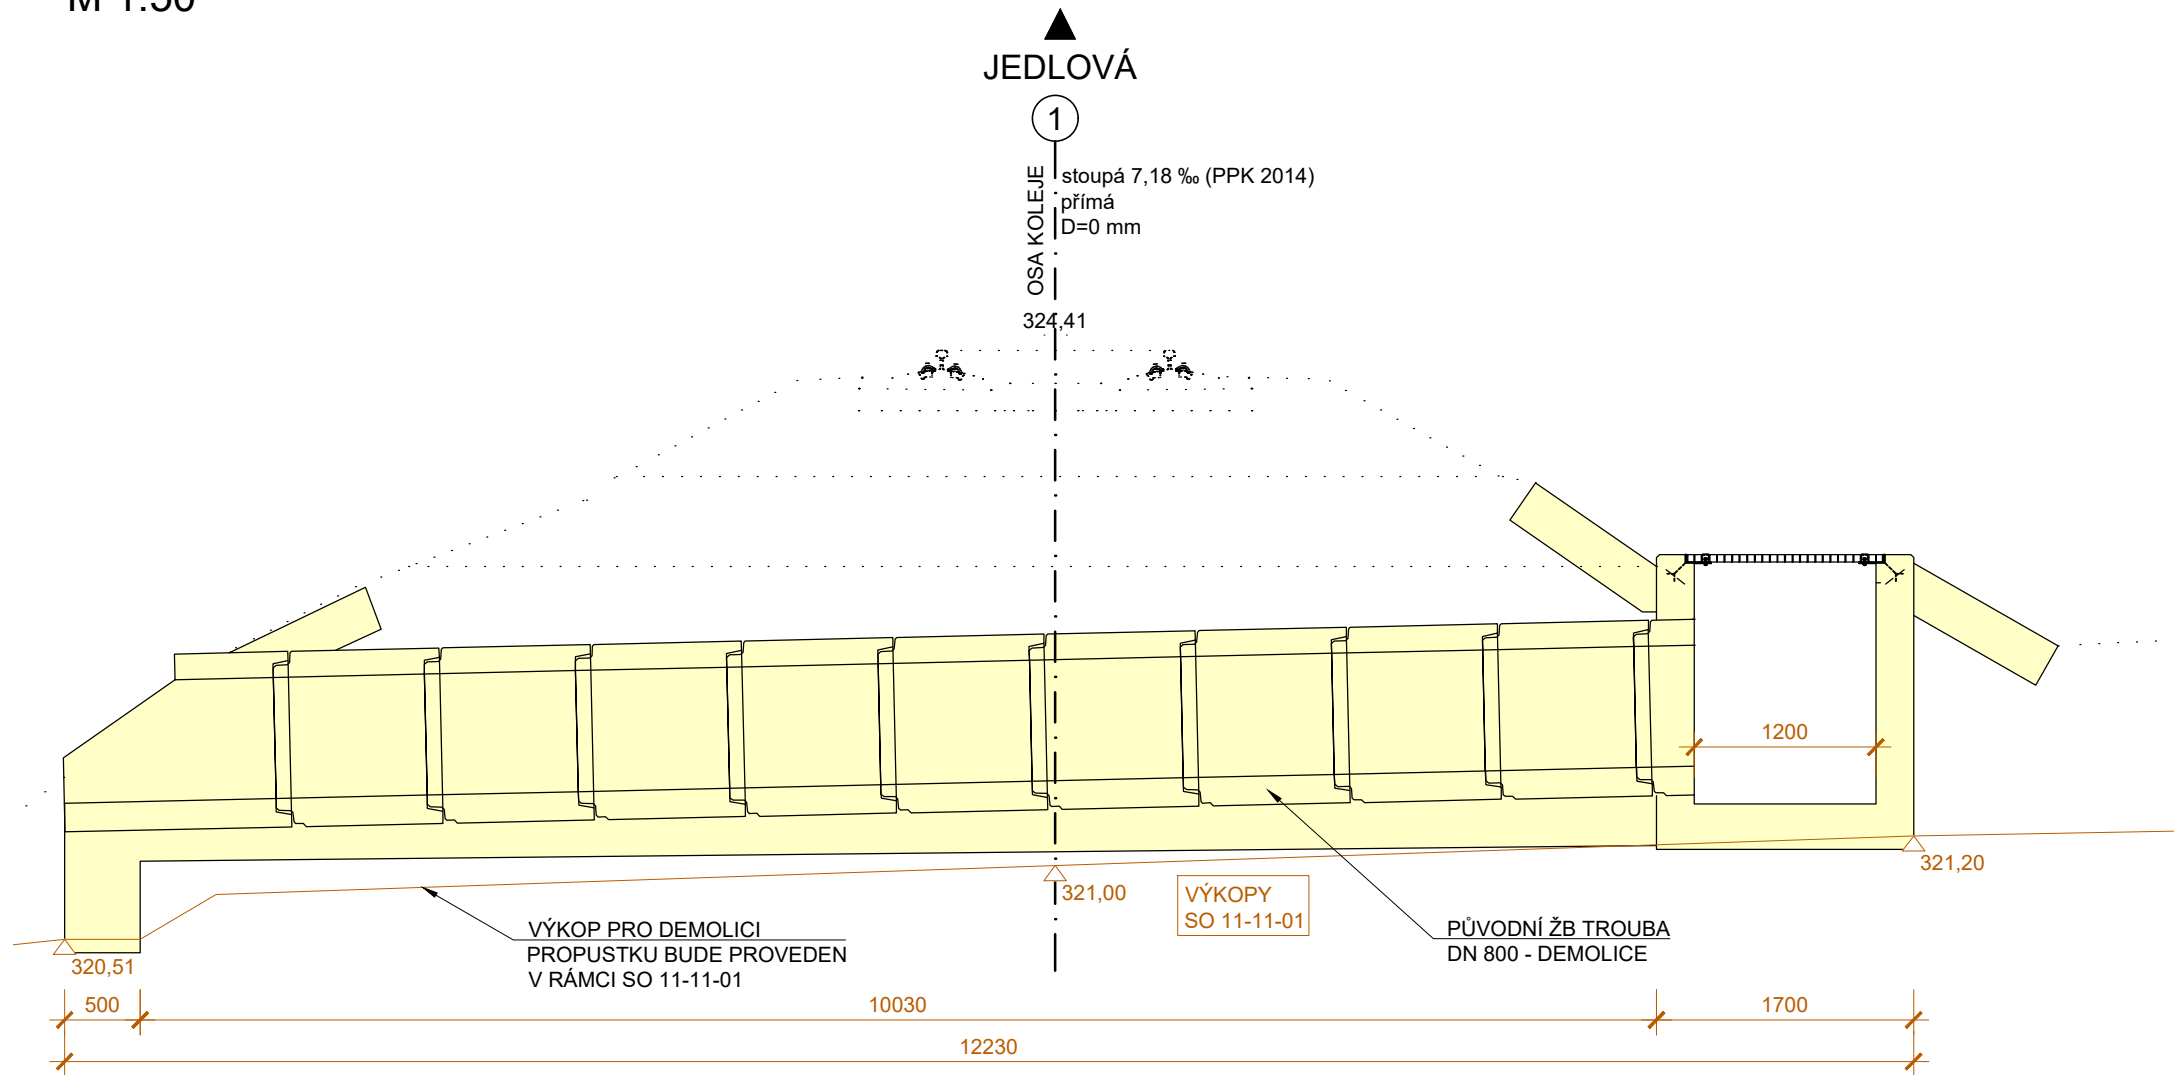 M 1:50
JEDLOVÁ
1
OSA KOLEJE
stoupá 7,18 ‰ (PPK 2014)
přímá
D=0 mm
324,41
1200
321,20
321,00
VÝKOPY
SO 11-11-01
VÝKOP PRO DEMOLICI
PROPUSTKU BUDE PROVEDEN
V RÁMCI SO 11-11-01
PŮVODNÍ ŽB TROUBA
DN 800 - DEMOLICE
320,51
500
10030
1700
12230